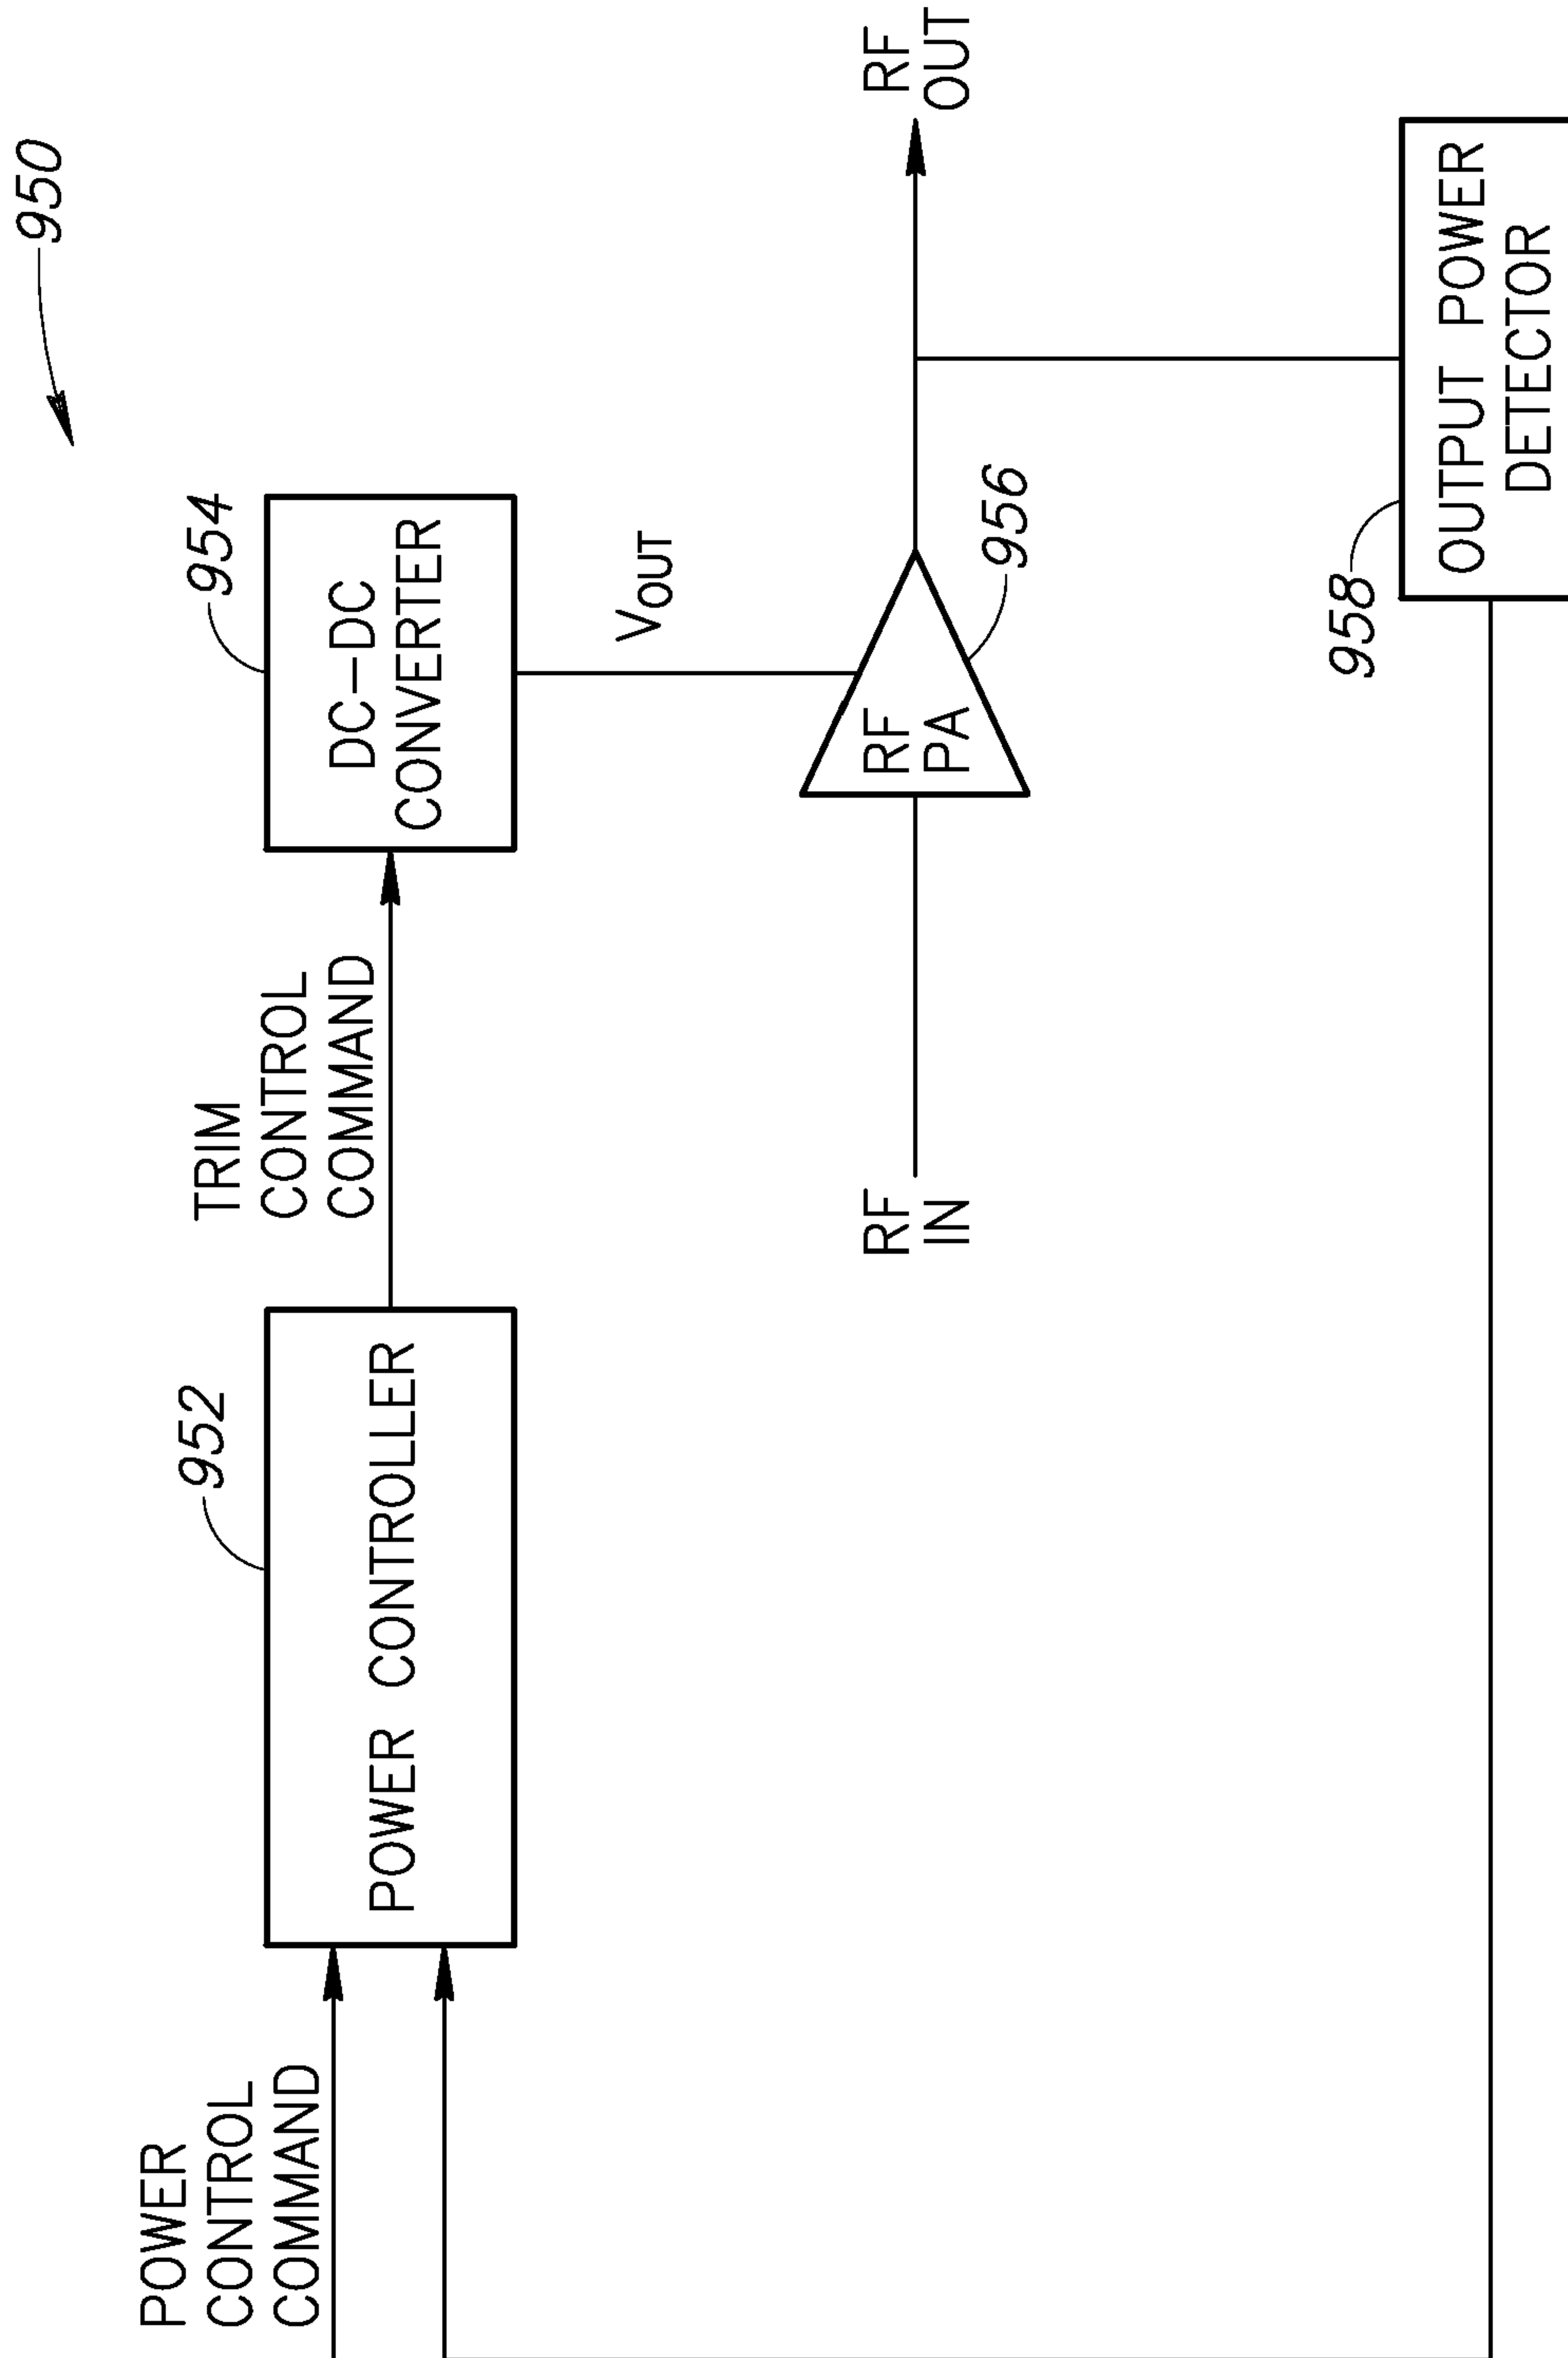 950
POWER
CONTROL
COMMAND
952
POWER CONTROLLER
TRIM
CONTROL
COMMAND
954
DC-DC
CONVERTER
VOUT
RF
IN
RF
PA
956
RF
OUT
958
OUTPUT POWER
DETECTOR